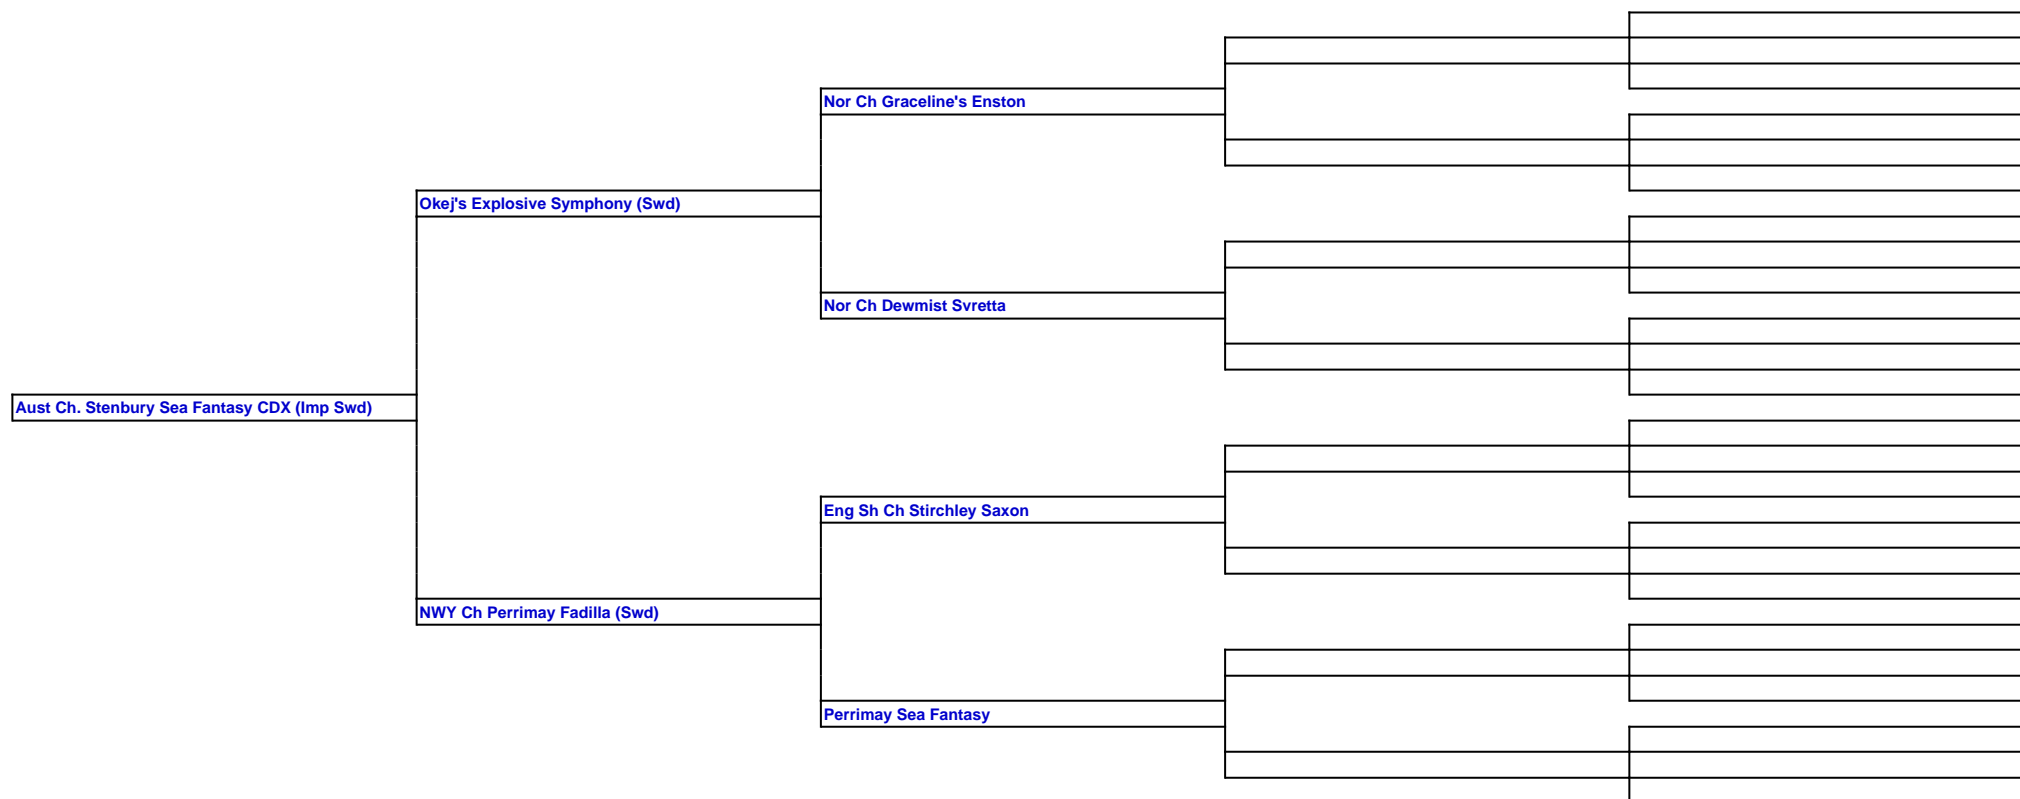 Nor Ch Graceline's Enston
Okej's Explosive Symphony (Swd)
Nor Ch Dewmist Svretta
Aust Ch. Stenbury Sea Fantasy CDX (Imp Swd)
Eng Sh Ch Stirchley Saxon
NWY Ch Perrimay Fadilla (Swd)
Perrimay Sea Fantasy